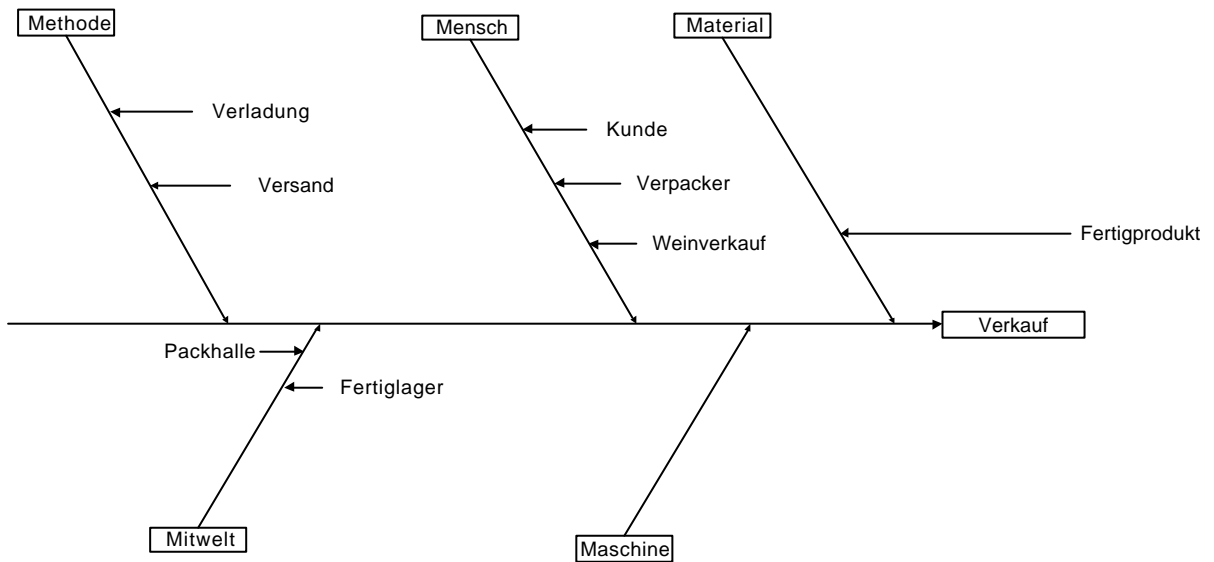 Methode
Mensch
Material
Verladung
Kunde
Versand
Verpacker
Weinverkauf
Fertigprodukt
Verkauf
Packhalle
Fertiglager
Mitwelt
Maschine